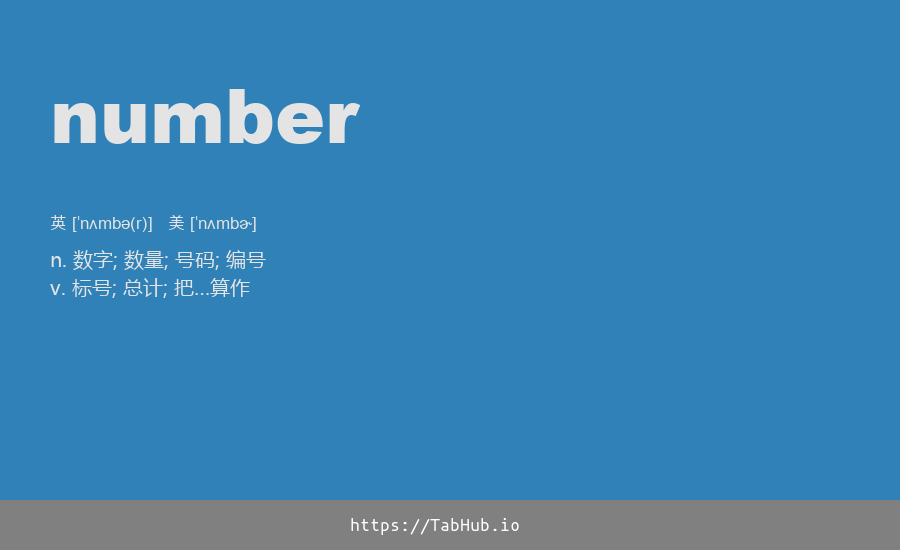 number
英 [ˈnʌmbə(r)] 美 [ˈnʌmbɚ]
n. 数字; 数量; 号码; 编号
v. 标号; 总计; 把...算作
https://TabHub.io